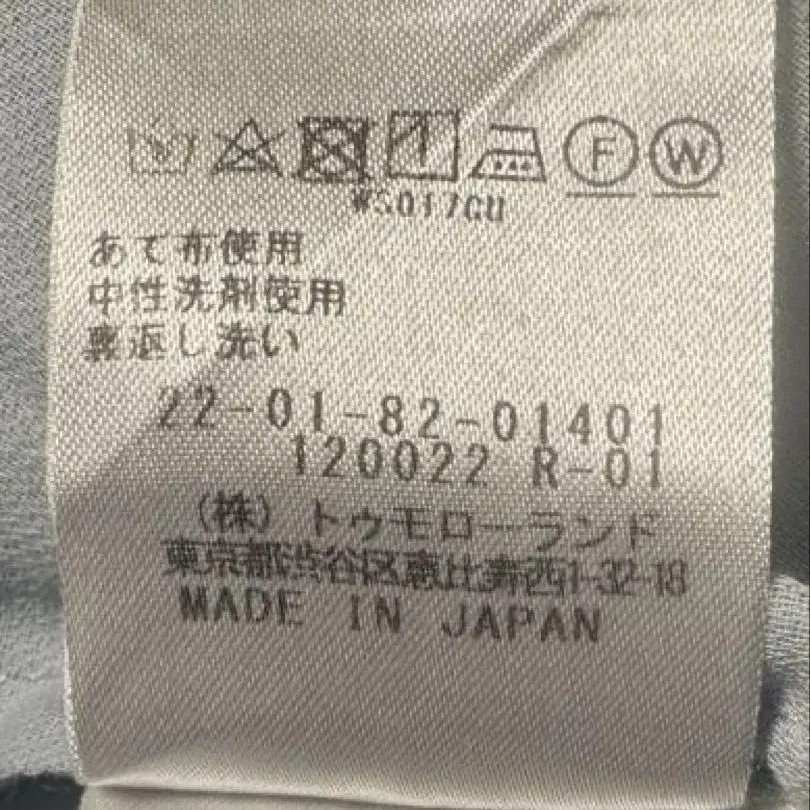 F W
WS017CU
あて布使用
中性洗剤使用
裏返し洗い
22-01-82-01401
120022 R-01
(株)トゥモローランド
東京都渋谷区恵比寿西1-32-18
MADE IN JAPAN